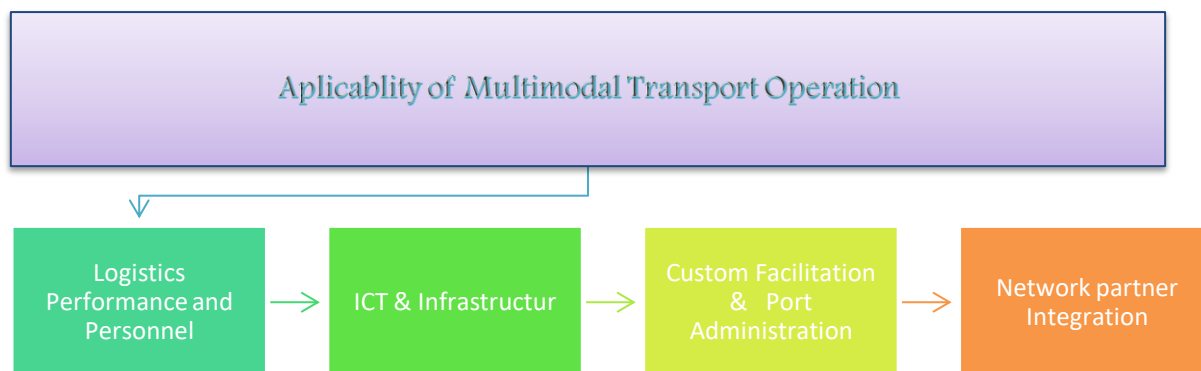 Aplicablity of Multimodal Transport Operation
Logistics
Performance and
Personnel
ICT & Infrastructur
Custom Facilitation
& Port
Administration
Network partner
Integration